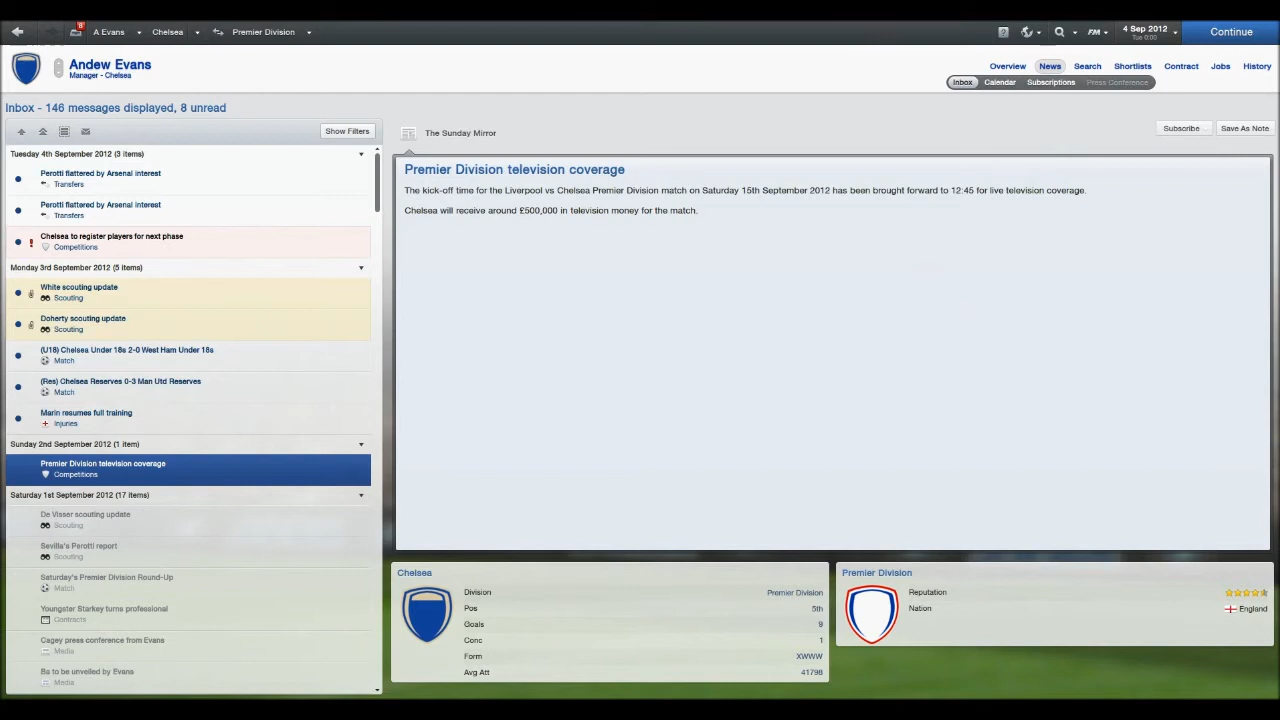 8
A Evans
Chelsea
Premier Division
FM
4 Sep 2012
Tue 0:00
Continue
Andew Evans
Manager - Chelsea
Overview
News
Search
Shortlists
Contract
Jobs
History
Inbox
Calendar
Subscriptions
Press Conference
Inbox - 146 messages displayed, 8 unread
Show Filters
Tuesday 4th September 2012 (3 items)
Perotti flattered by Arsenal interest
Transfers
Perotti flattered by Arsenal interest
Transfers
Chelsea to register players for next phase
Competitions
Monday 3rd September 2012 (5 items)
White scouting update
Scouting
Doherty scouting update
Scouting
(U18) Chelsea Under 18s 2-0 West Ham Under 18s
Match
(Res) Chelsea Reserves 0-3 Man Utd Reserves
Match
Marin resumes full training
Injuries
Sunday 2nd September 2012 (1 item)
Premier Division television coverage
Competitions
Saturday 1st September 2012 (17 items)
De Visser scouting update
Scouting
Sevilla's Perotti report
Scouting
Saturday's Premier Division Round-Up
Match
Youngster Starkey turns professional
Contracts
Cagey press conference from Evans
Media
Ba to be unveiled by Evans
Media
The Sunday Mirror
Subscribe
Save As Note
Premier Division television coverage
The kick-off time for the Liverpool vs Chelsea Premier Division match on Saturday 15th September 2012 has been brought forward to 12:45 for live television coverage.
Chelsea will receive around £500,000 in television money for the match.
Chelsea
Division Premier Division
Pos 5th
Goals 9
Conc 1
Form XWWW
Avg Att 41798
Premier Division
Reputation
Nation England